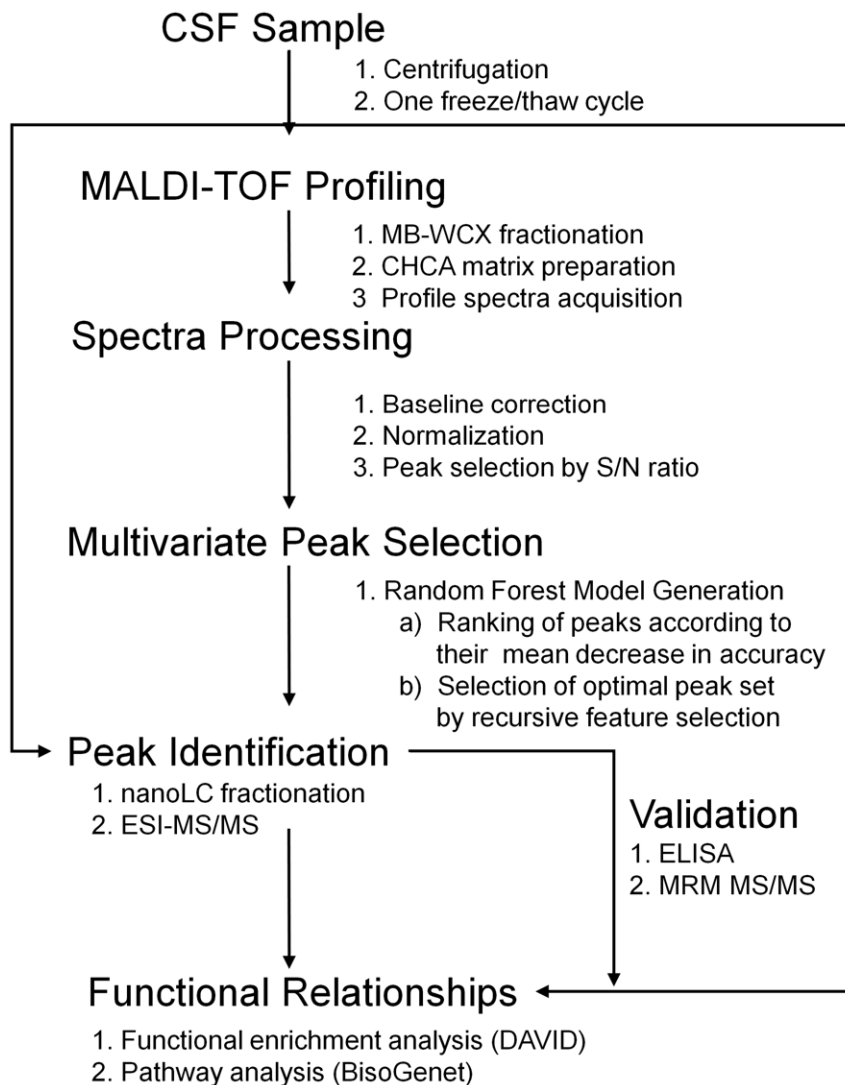 CSF Sample
1. Centrifugation
2. One freeze/thaw cycle
MALDI-TOF Profiling
1. MB-WCX fractionation
2. CHCA matrix preparation
3 Profile spectra acquisition
Spectra Processing
1. Baseline correction
2. Normalization
3. Peak selection by S/N ratio
Multivariate Peak Selection
1. Random Forest Model Generation
a) Ranking of peaks according to
their mean decrease in accuracy
b) Selection of optimal peak set
by recursive feature selection
Peak Identification
1. nanoLC fractionation
2. ESI-MS/MS
Validation
1. ELISA
2. MRM MS/MS
Functional Relationships
1. Functional enrichment analysis (DAVID)
2. Pathway analysis (BisoGenet)